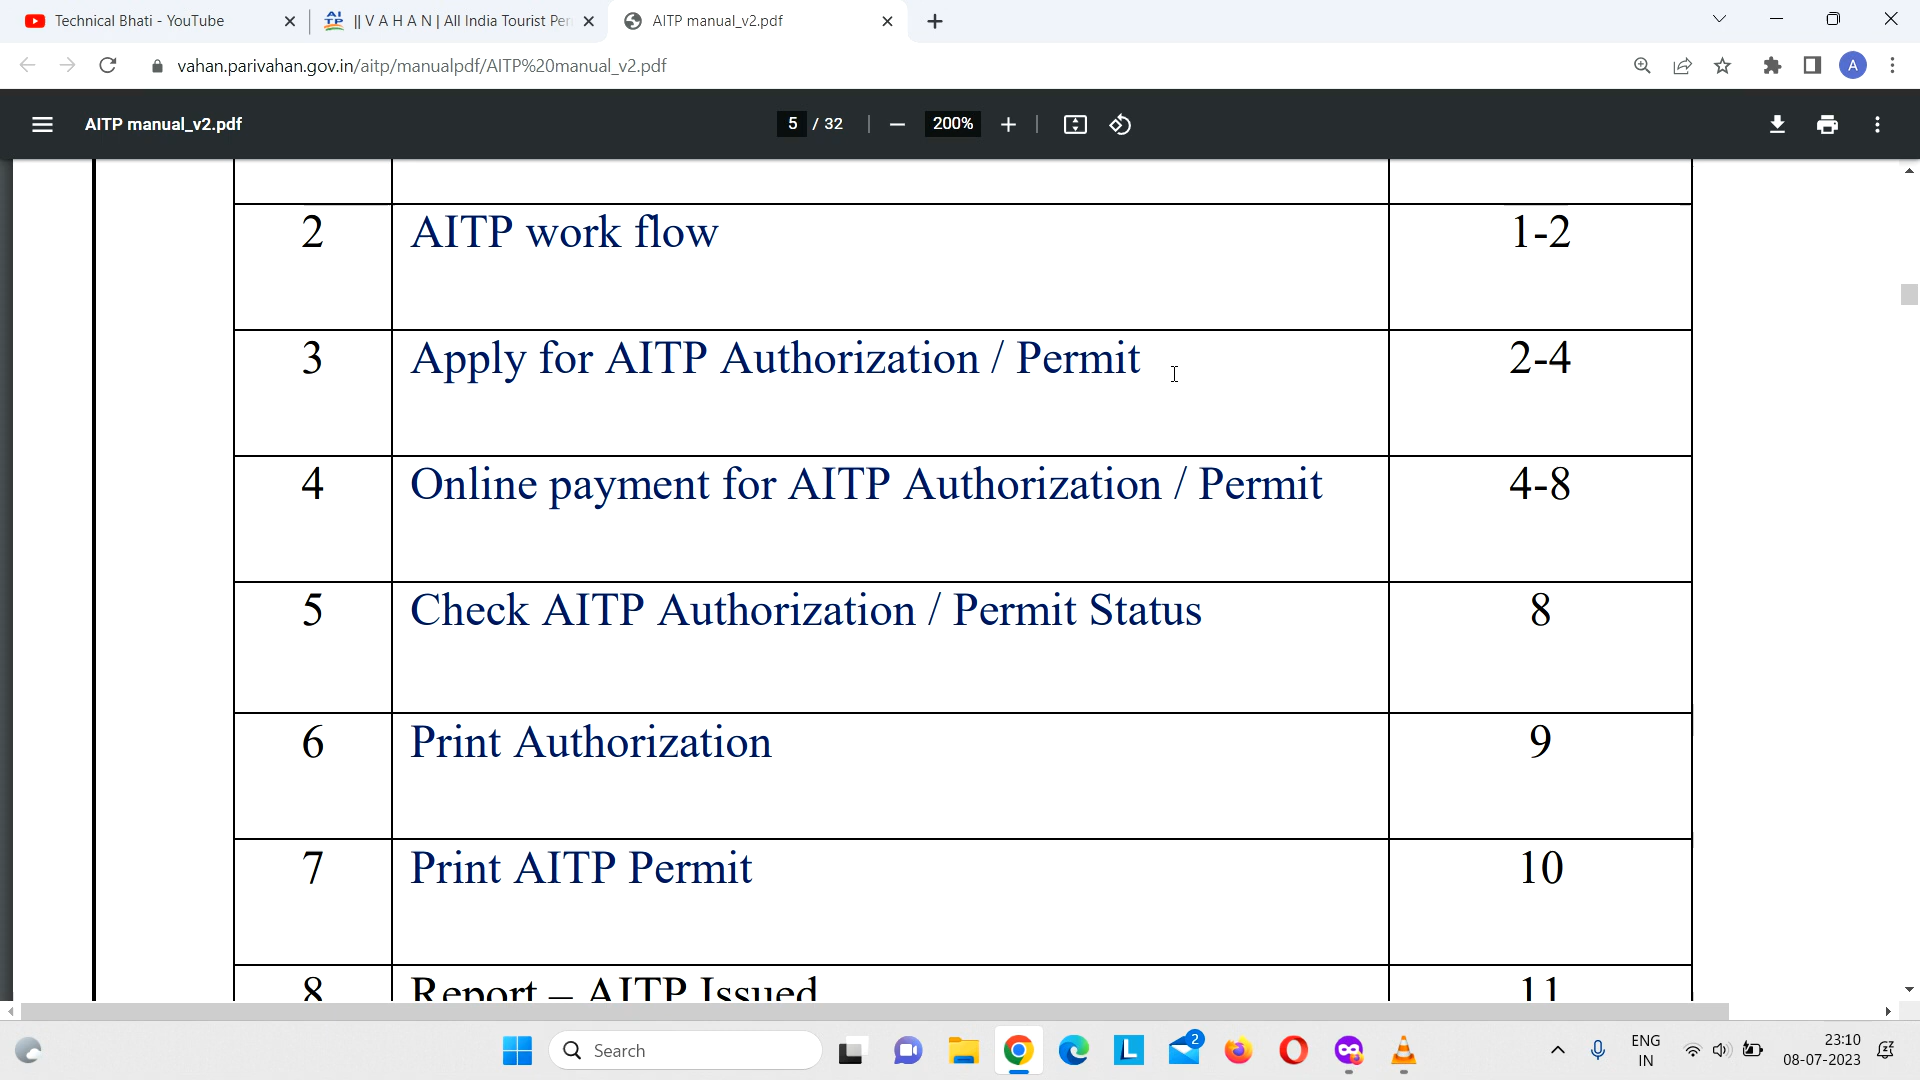 Technical Bhati - YouTube
AI TP || V A H A N | All India Tourist Per
AITP manual_v2.pdf
vahan.parivahan.gov.in/aitp/manualpdf/AITP%20manual_v2.pdf
A
AITP manual_v2.pdf
5 / 32
200%
2 AITP work flow 1-2
3 Apply for AITP Authorization / Permit 2-4
4 Online payment for AITP Authorization / Permit 4-8
5 Check AITP Authorization / Permit Status 8
6 Print Authorization 9
7 Print AITP Permit 10
8 Report – AITP Issued 11
Search
L
2
ENG
IN
23:10
08-07-2023